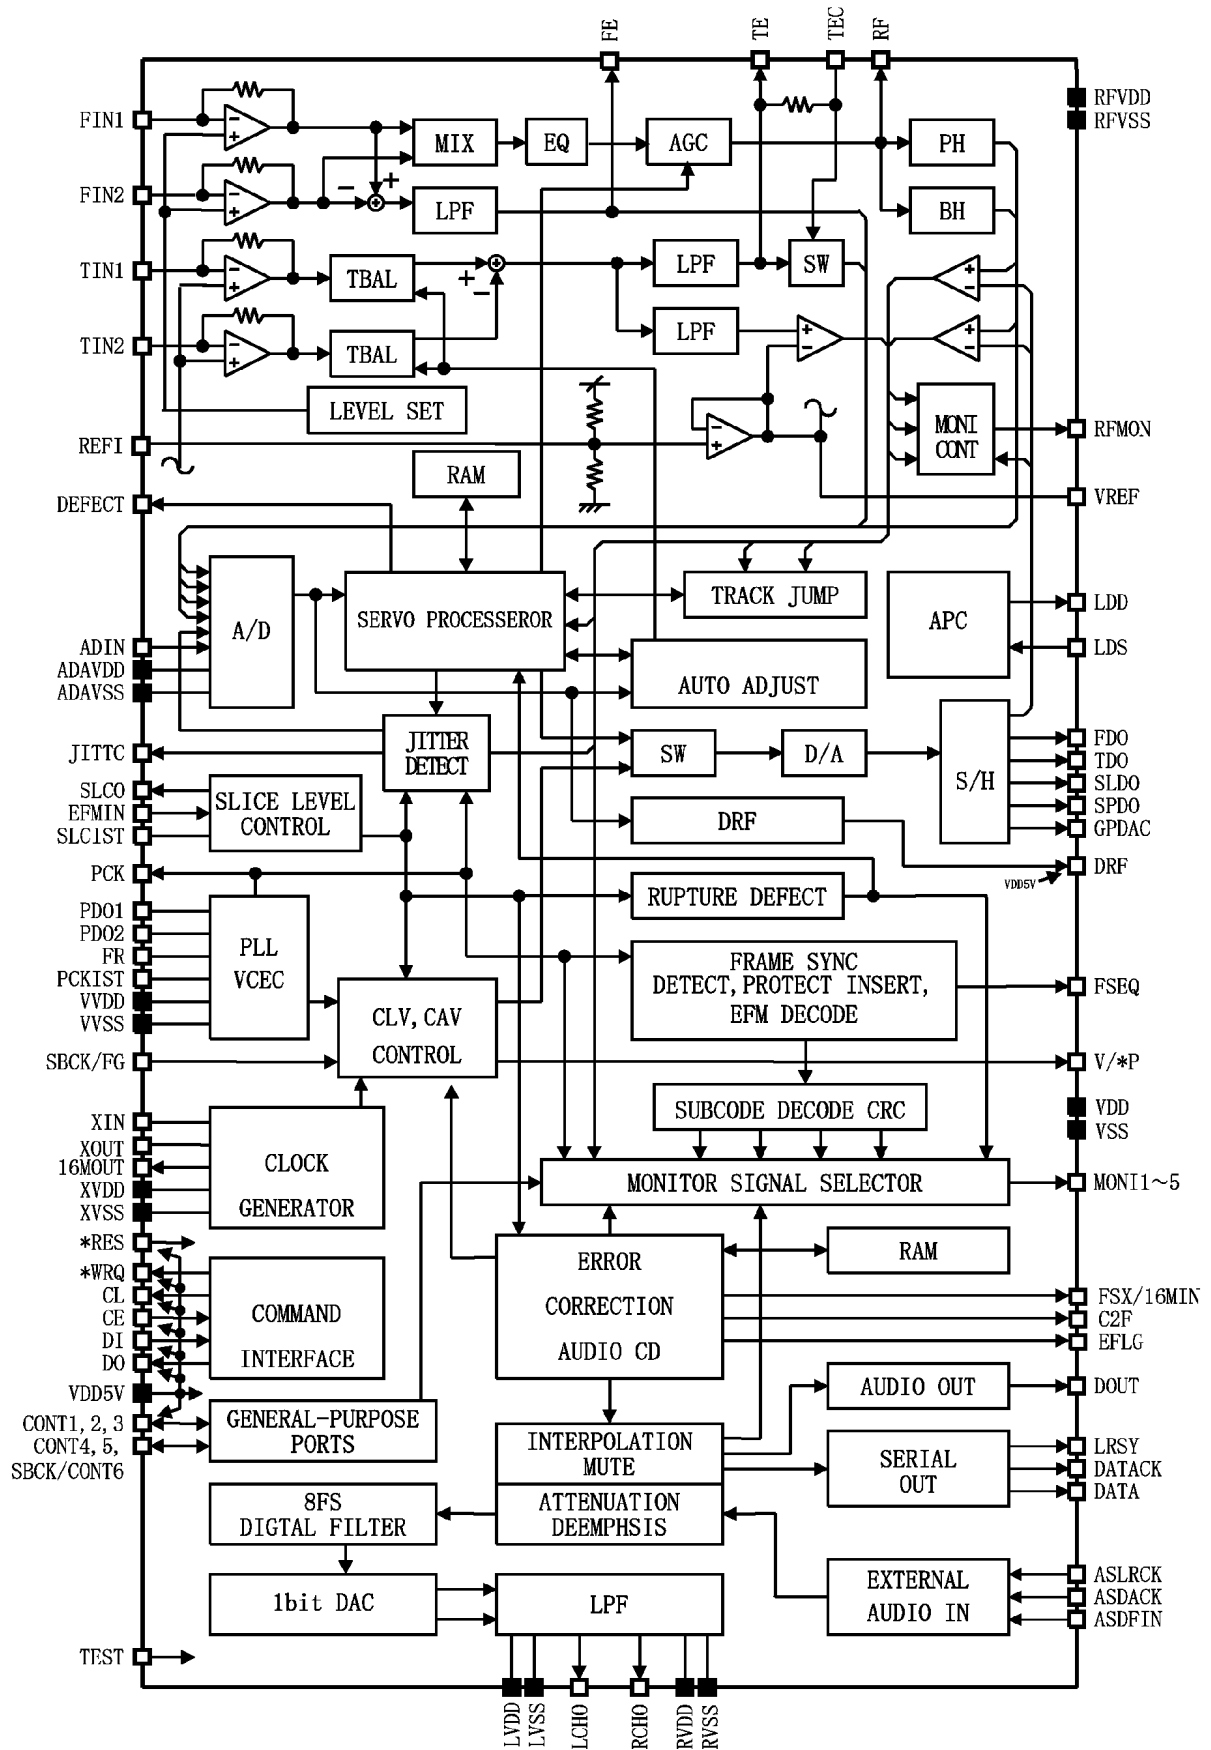 FE
TE
TEC
RF
FIN1
FIN2
TIN1
TIN2
REFI
DEFECT
ADIN
ADAVDD
ADAVSS
JITTC
SLCO
EFMIN
SLCIST
PCK
PDO1
PDO2
FR
PCKIST
VVDD
VVSS
SBCK/FG
XIN
XOUT
16MOUT
XVDD
XVSS
*RES
*WRQ
CL
CE
DI
DO
VDD5V
CONT1, 2, 3
CONT4, 5,
SBCK/CONT6
TEST
MIX
EQ
AGC
PH
LPF
BH
TBAL
LPF
SW
TBAL
LPF
LEVEL SET
MONI
CONT
RAM
A/D
SERVO PROCESSEROR
TRACK JUMP
APC
AUTO ADJUST
JITTER
DETECT
SW
D/A
S/H
SLICE LEVEL
CONTROL
DRF
VDD5V
RUPTURE DEFECT
PLL
VCEC
CLV, CAV
CONTROL
FRAME SYNC
DETECT, PROTECT INSERT,
EFM DECODE
SUBCODE DECODE CRC
CLOCK
GENERATOR
MONITOR SIGNAL SELECTOR
ERROR
CORRECTION
AUDIO CD
RAM
COMMAND
INTERFACE
AUDIO OUT
GENERAL-PURPOSE
PORTS
INTERPOLATION
MUTE
SERIAL
OUT
8FS
DIGTAL FILTER
ATTENUATION
DEEMPHSIS
1bit DAC
LPF
EXTERNAL
AUDIO IN
RFVDD
RFVSS
RFMON
VREF
LDD
LDS
FDO
TDO
SLDO
SPDO
GPDAC
DRF
FSEQ
V/*P
VDD
VSS
MONI1~5
FSX/16MIN
C2F
EFLG
DOUT
LRSY
DATACK
DATA
ASLRCK
ASDACK
ASDFIN
LVDD
LVSS
LCHO
RCHO
RVDD
RVSS